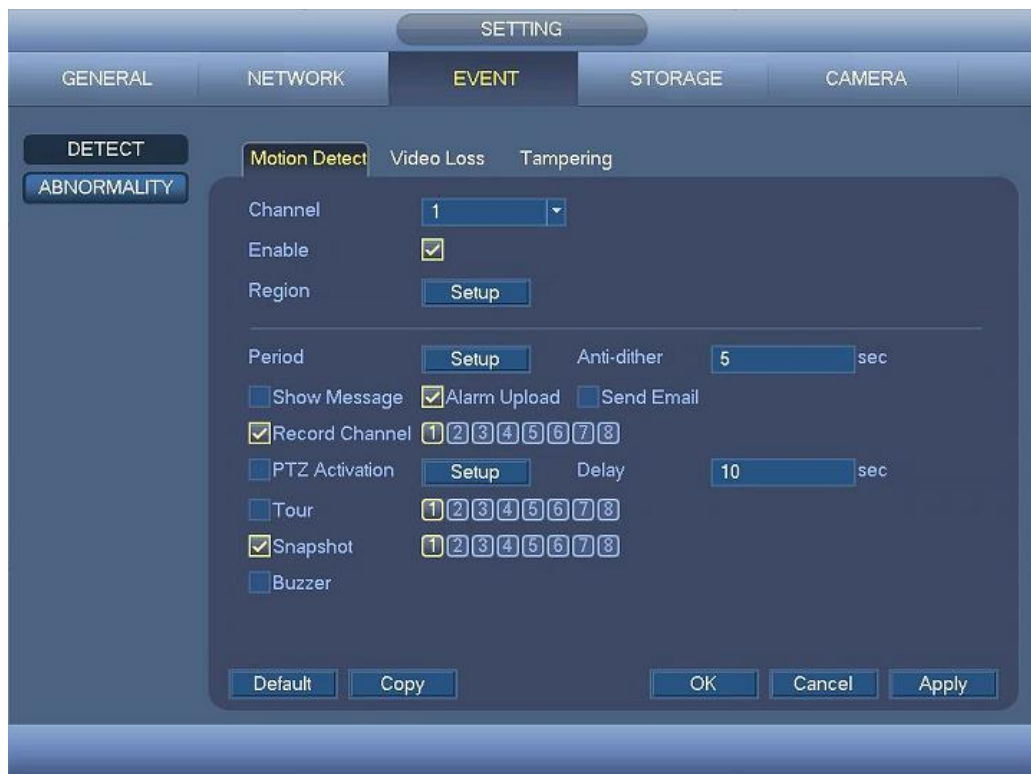 SETTING
GENERAL NETWORK EVENT STORAGE CAMERA
DETECT
ABNORMALITY
Motion Detect Video Loss Tampering
Channel 1
Enable
Region Setup
Period Setup Anti-dither 5 sec
Show Message Alarm Upload Send Email
Record Channel 1 2 3 4 5 6 7 8
PTZ Activation Setup Delay 10 sec
Tour 1 2 3 4 5 6 7 8
Snapshot 1 2 3 4 5 6 7 8
Buzzer
Default Copy OK Cancel Apply